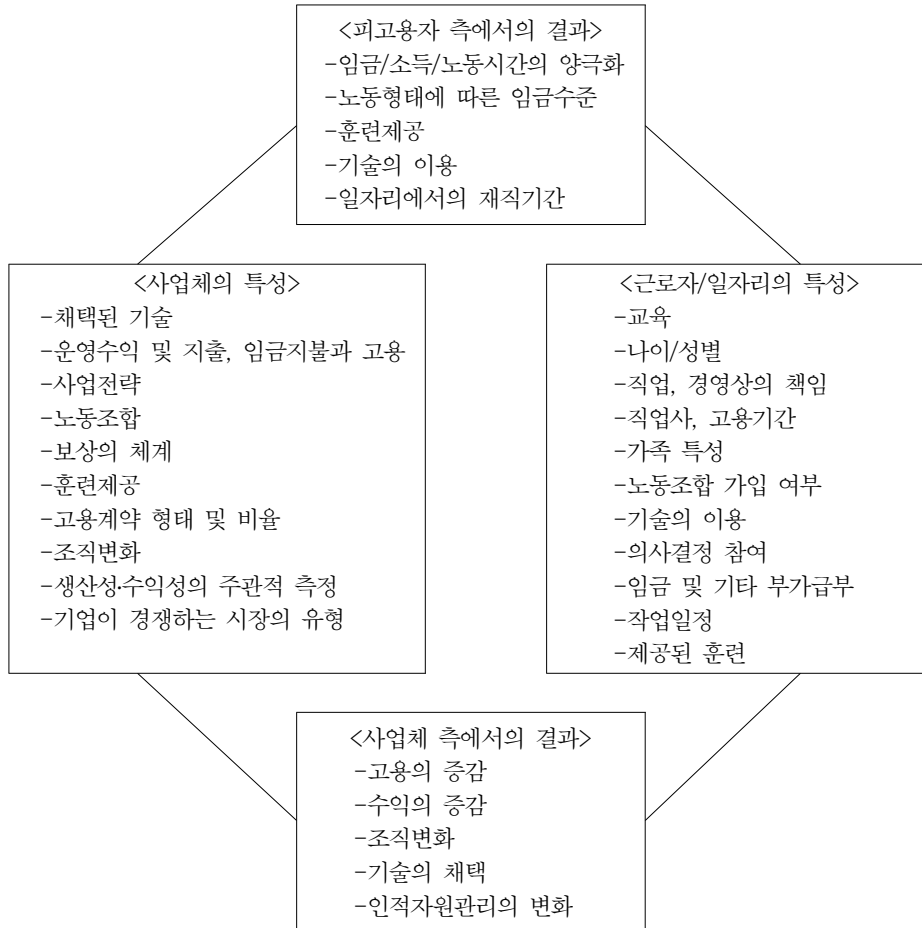 <피고용자 측에서의 결과>
-임금/소득/노동시간의 양극화
-노동형태에 따른 임금수준
-훈련제공
-기술의 이용
-일자리에서의 재직기간
<사업체의 특성>
-채택된 기술
-운영수익 및 지출, 임금지불과 고용
-사업전략
-노동조합
-보상의 체계
-훈련제공
-고용계약 형태 및 비율
-조직변화
-생산성·수익성의 주관적 측정
-기업이 경쟁하는 시장의 유형
<근로자/일자리의 특성>
-교육
-나이/성별
-직업, 경영상의 책임
-직업사, 고용기간
-가족 특성
-노동조합 가입 여부
-기술의 이용
-의사결정 참여
-임금 및 기타 부가급부
-작업일정
-제공된 훈련
<사업체 측에서의 결과>
-고용의 증감
-수익의 증감
-조직변화
-기술의 채택
-인적자원관리의 변화